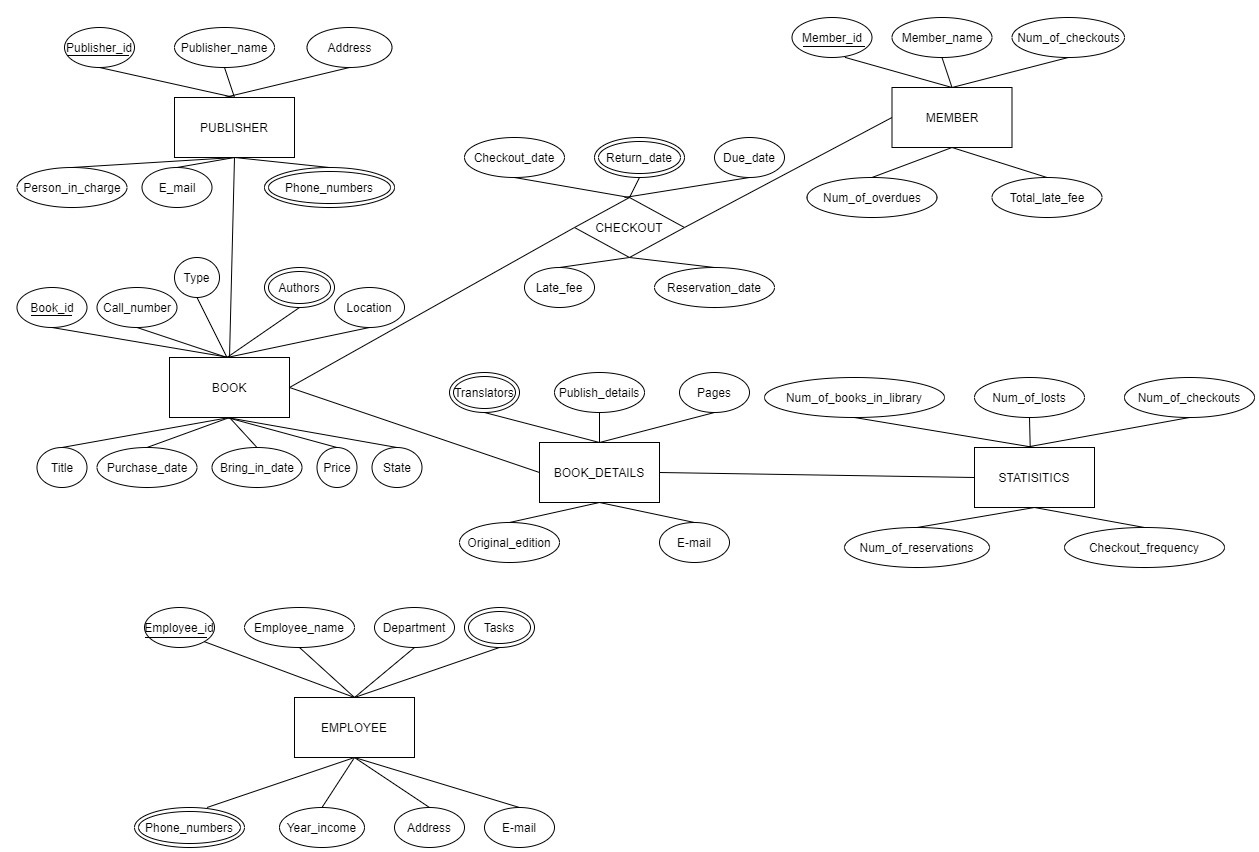 Publisher_id
Publisher_name
Address
PUBLISHER
Person_in_charge
E_mail
Phone_numbers
Member_id
Member_name
Num_of_checkouts
MEMBER
Num_of_overdues
Total_late_fee
Checkout_date
Return_date
Due_date
CHECKOUT
Late_fee
Reservation_date
Book_id
Call_number
Type
Authors
Location
BOOK
Title
Purchase_date
Bring_in_date
Price
State
Translators
Publish_details
Pages
BOOK_DETAILS
Original_edition
E-mail
Num_of_books_in_library
Num_of_losts
Num_of_checkouts
STATISITICS
Num_of_reservations
Checkout_frequency
Employee_id
Employee_name
Department
Tasks
EMPLOYEE
Phone_numbers
Year_income
Address
E-mail